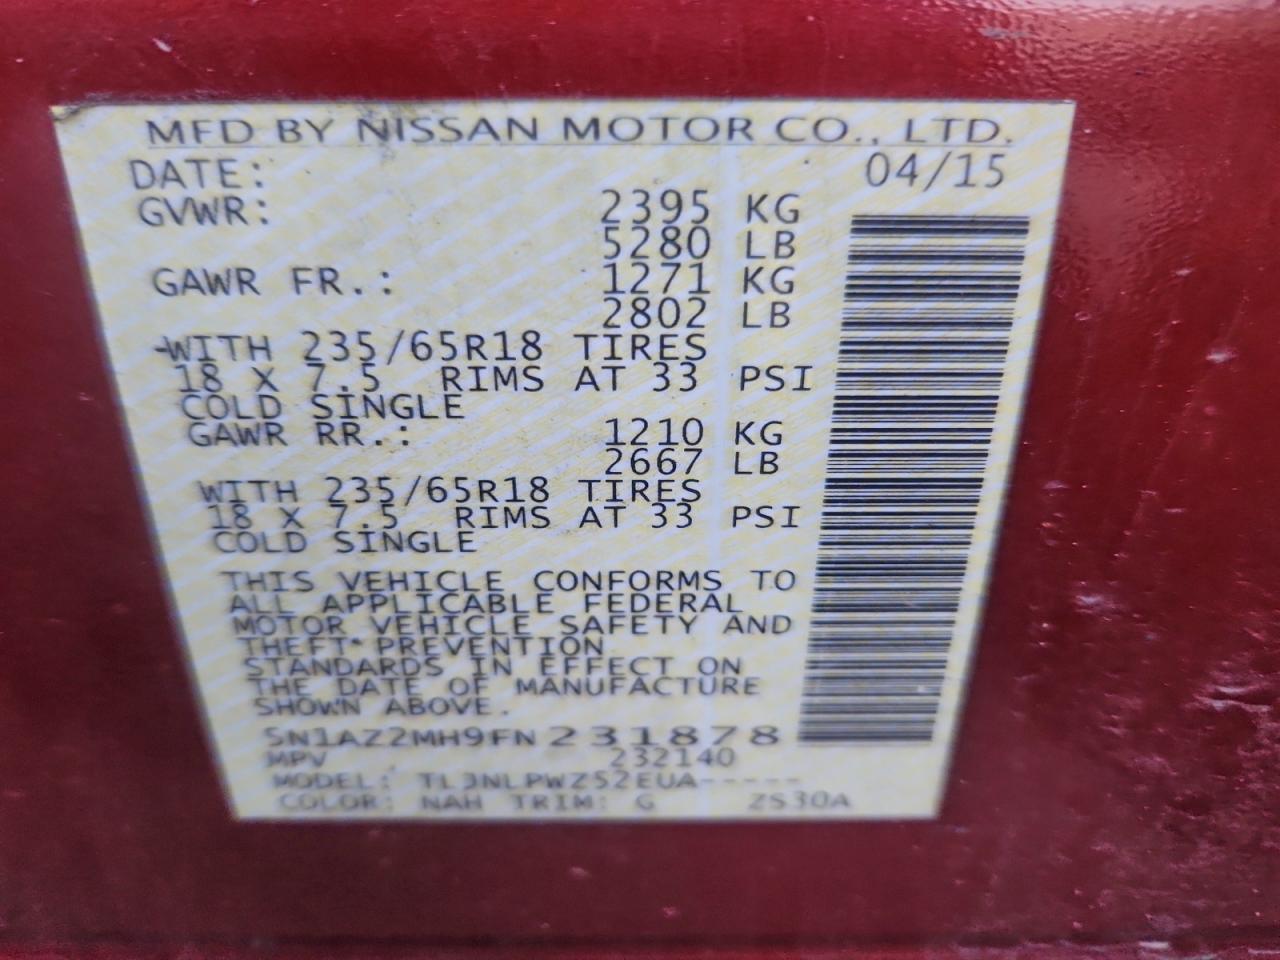 MFD BY NISSAN MOTOR CO., LTD.
DATE: 04/15
GVWR: 2395 KG
5280 LB
GAWR FR.: 1271 KG
2802 LB
-WITH 235/65R18 TIRES
18 X 7.5 RIMS AT 33 PSI
COLD SINGLE
GAWR RR.: 1210 KG
2667 LB
WITH 235/65R18 TIRES
18 X 7.5 RIMS AT 33 PSI
COLD SINGLE
THIS VEHICLE CONFORMS TO
ALL APPLICABLE FEDERAL
MOTOR VEHICLE SAFETY AND
THEFT PREVENTION
STANDARDS IN EFFECT ON
THE DATE OF MANUFACTURE
SHOWN ABOVE.
5N1AZ2MH9FN231878
MPV 232140
MODEL: TL3NLPWZ52EUA-----
COLOR: NAH TRIM: G ZS30A